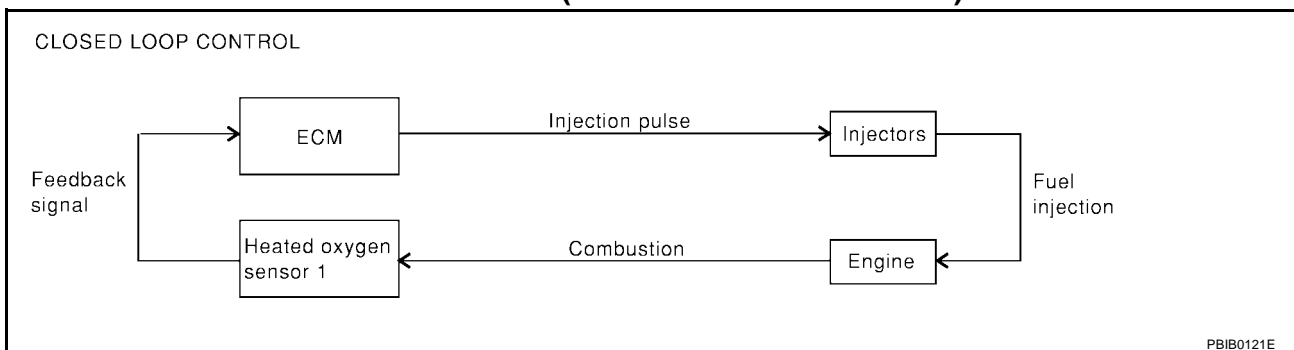 CLOSED LOOP CONTROL
ECM
Injection pulse
Injectors
Feedback
signal
Fuel
injection
Heated oxygen
sensor 1
Combustion
Engine
PBIB0121E